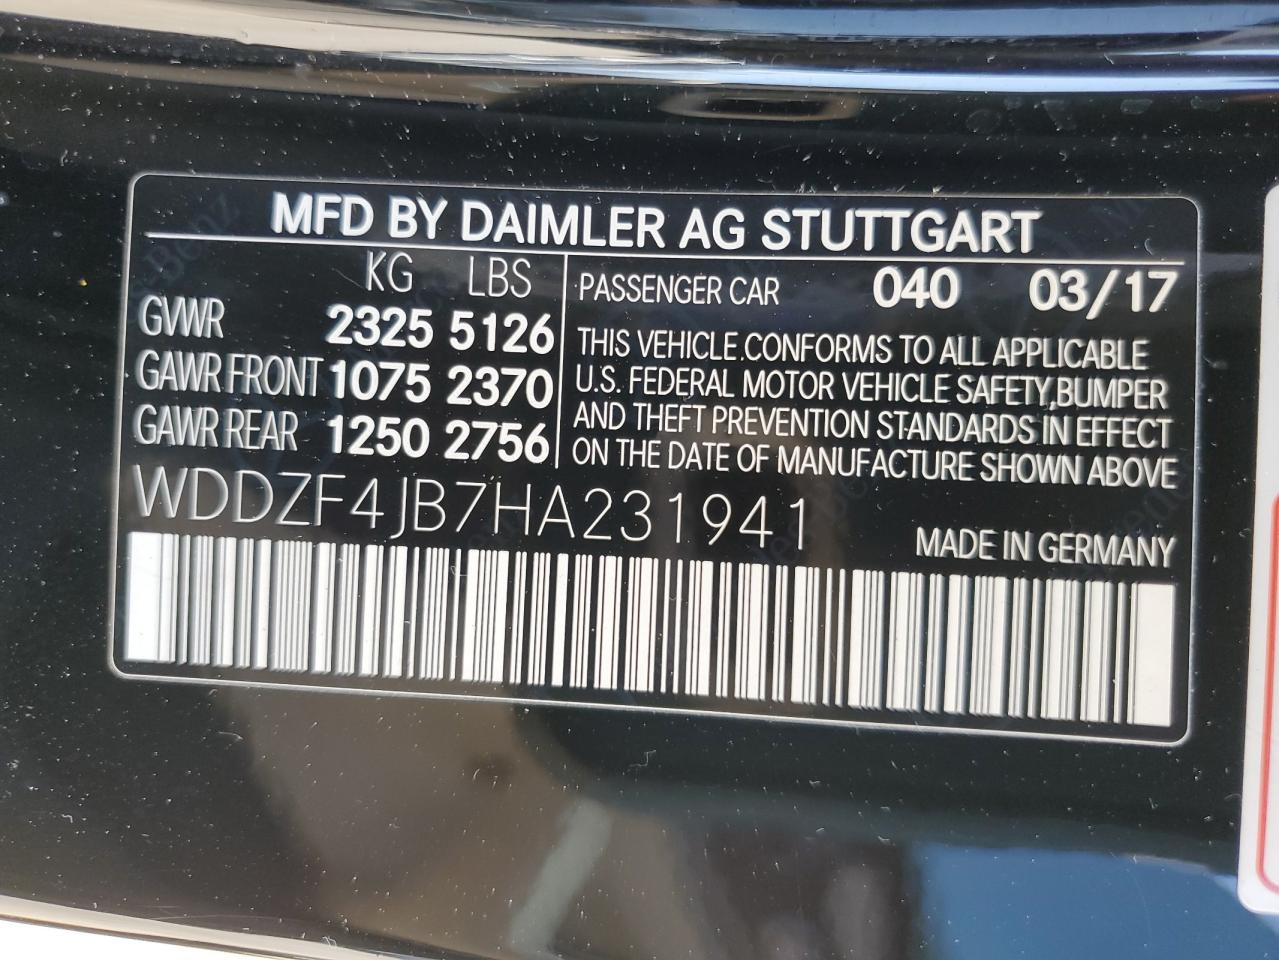 MFD BY DAIMLER AG STUTTGART
KG LBS
GVWR 2325 5126
GAWR FRONT 1075 2370
GAWR REAR 1250 2756
PASSENGER CAR 040 03/17
THIS VEHICLE CONFORMS TO ALL APPLICABLE
U.S. FEDERAL MOTOR VEHICLE SAFETY,BUMPER
AND THEFT PREVENTION STANDARDS IN EFFECT
ON THE DATE OF MANUFACTURE SHOWN ABOVE
WDDZF4JB7HA231941
MADE IN GERMANY